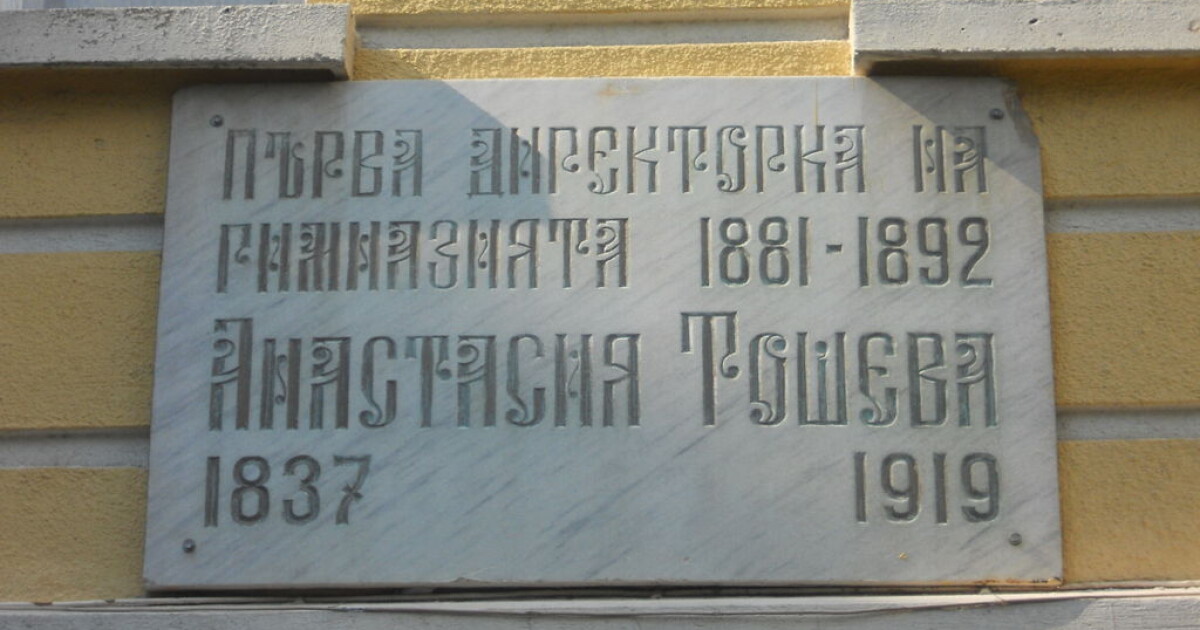 ПЪРВА ДИРЕКТОРКА НА
ГИМНАЗИЯТА 1881-1892
АНАСТАСИЯ ТОШЕВА
1837 1919